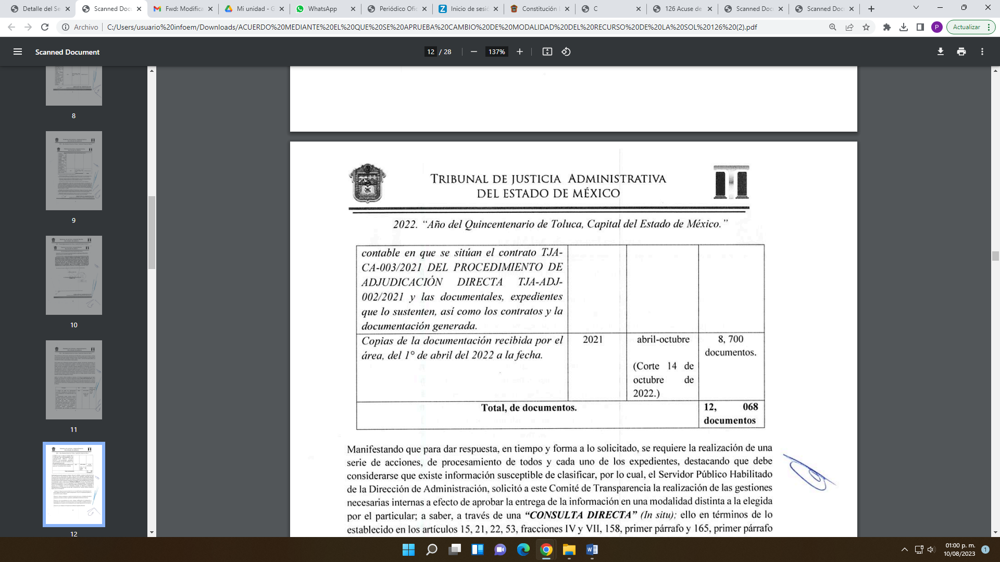 Detalle del Se
Scanned Docu
Fwd: Modifica
Mi unidad - G
WhatsApp
Periódico Ofic
Inicio de sesió
Constitución
C
126 Acuse de
Scanned Doc
Scanned Doc
Archivo
C:/Users/usuario%20infoem/Downloads/ACUERDO%20MEDIANTE%20EL%20QUE%20SE%20APRUEBA%20CAMBIO%20DE%20MODALIDAD%20DEL%20RECURSO%20DE%20LA%20SOL%20126%20(2).pdf
P
Actualizar
Scanned Document
12 / 28
137%
8
9
10
11
12
TRIBUNAL DE JUSTICIA ADMINISTRATIVA
DEL ESTADO DE MÉXICO
2022. “Año del Quincentenario de Toluca, Capital del Estado de México.”
contable en que se sitúan el contrato TJA-
CA-003/2021 DEL PROCEDIMIENTO DE
ADJUDICACIÓN DIRECTA TJA-ADJ-
002/2021 y las documentales, expedientes
que lo sustenten, así como los contratos y la
documentación generada.
Copias de la documentación recibida por el
área, del 1° de abril del 2022 a la fecha.
2021
abril-octubre
(Corte 14 de
octubre de
2022.)
8, 700
documentos.
Total, de documentos.
12, 068
documentos
Manifestando que para dar respuesta, en tiempo y forma a lo solicitado, se requiere la realización de una
serie de acciones, de procesamiento de todos y cada uno de los expedientes, destacando que debe
considerarse que existe información susceptible de clasificar, por lo cual, el Servidor Público Habilitado
de la Dirección de Administración, solicitó a este Comité de Transparencia la realización de las gestiones
necesarias internas a efecto de aprobar la entrega de la información en una modalidad distinta a la elegida
por el particular; a saber, a través de una “CONSULTA DIRECTA” (In situ); ello en términos de lo
establecido en los artículos 15, 21, 22, 53, fracciones IV y VII, 158, primer párrafo y 165, primer párrafo
01:00 p. m.
10/08/2023
1